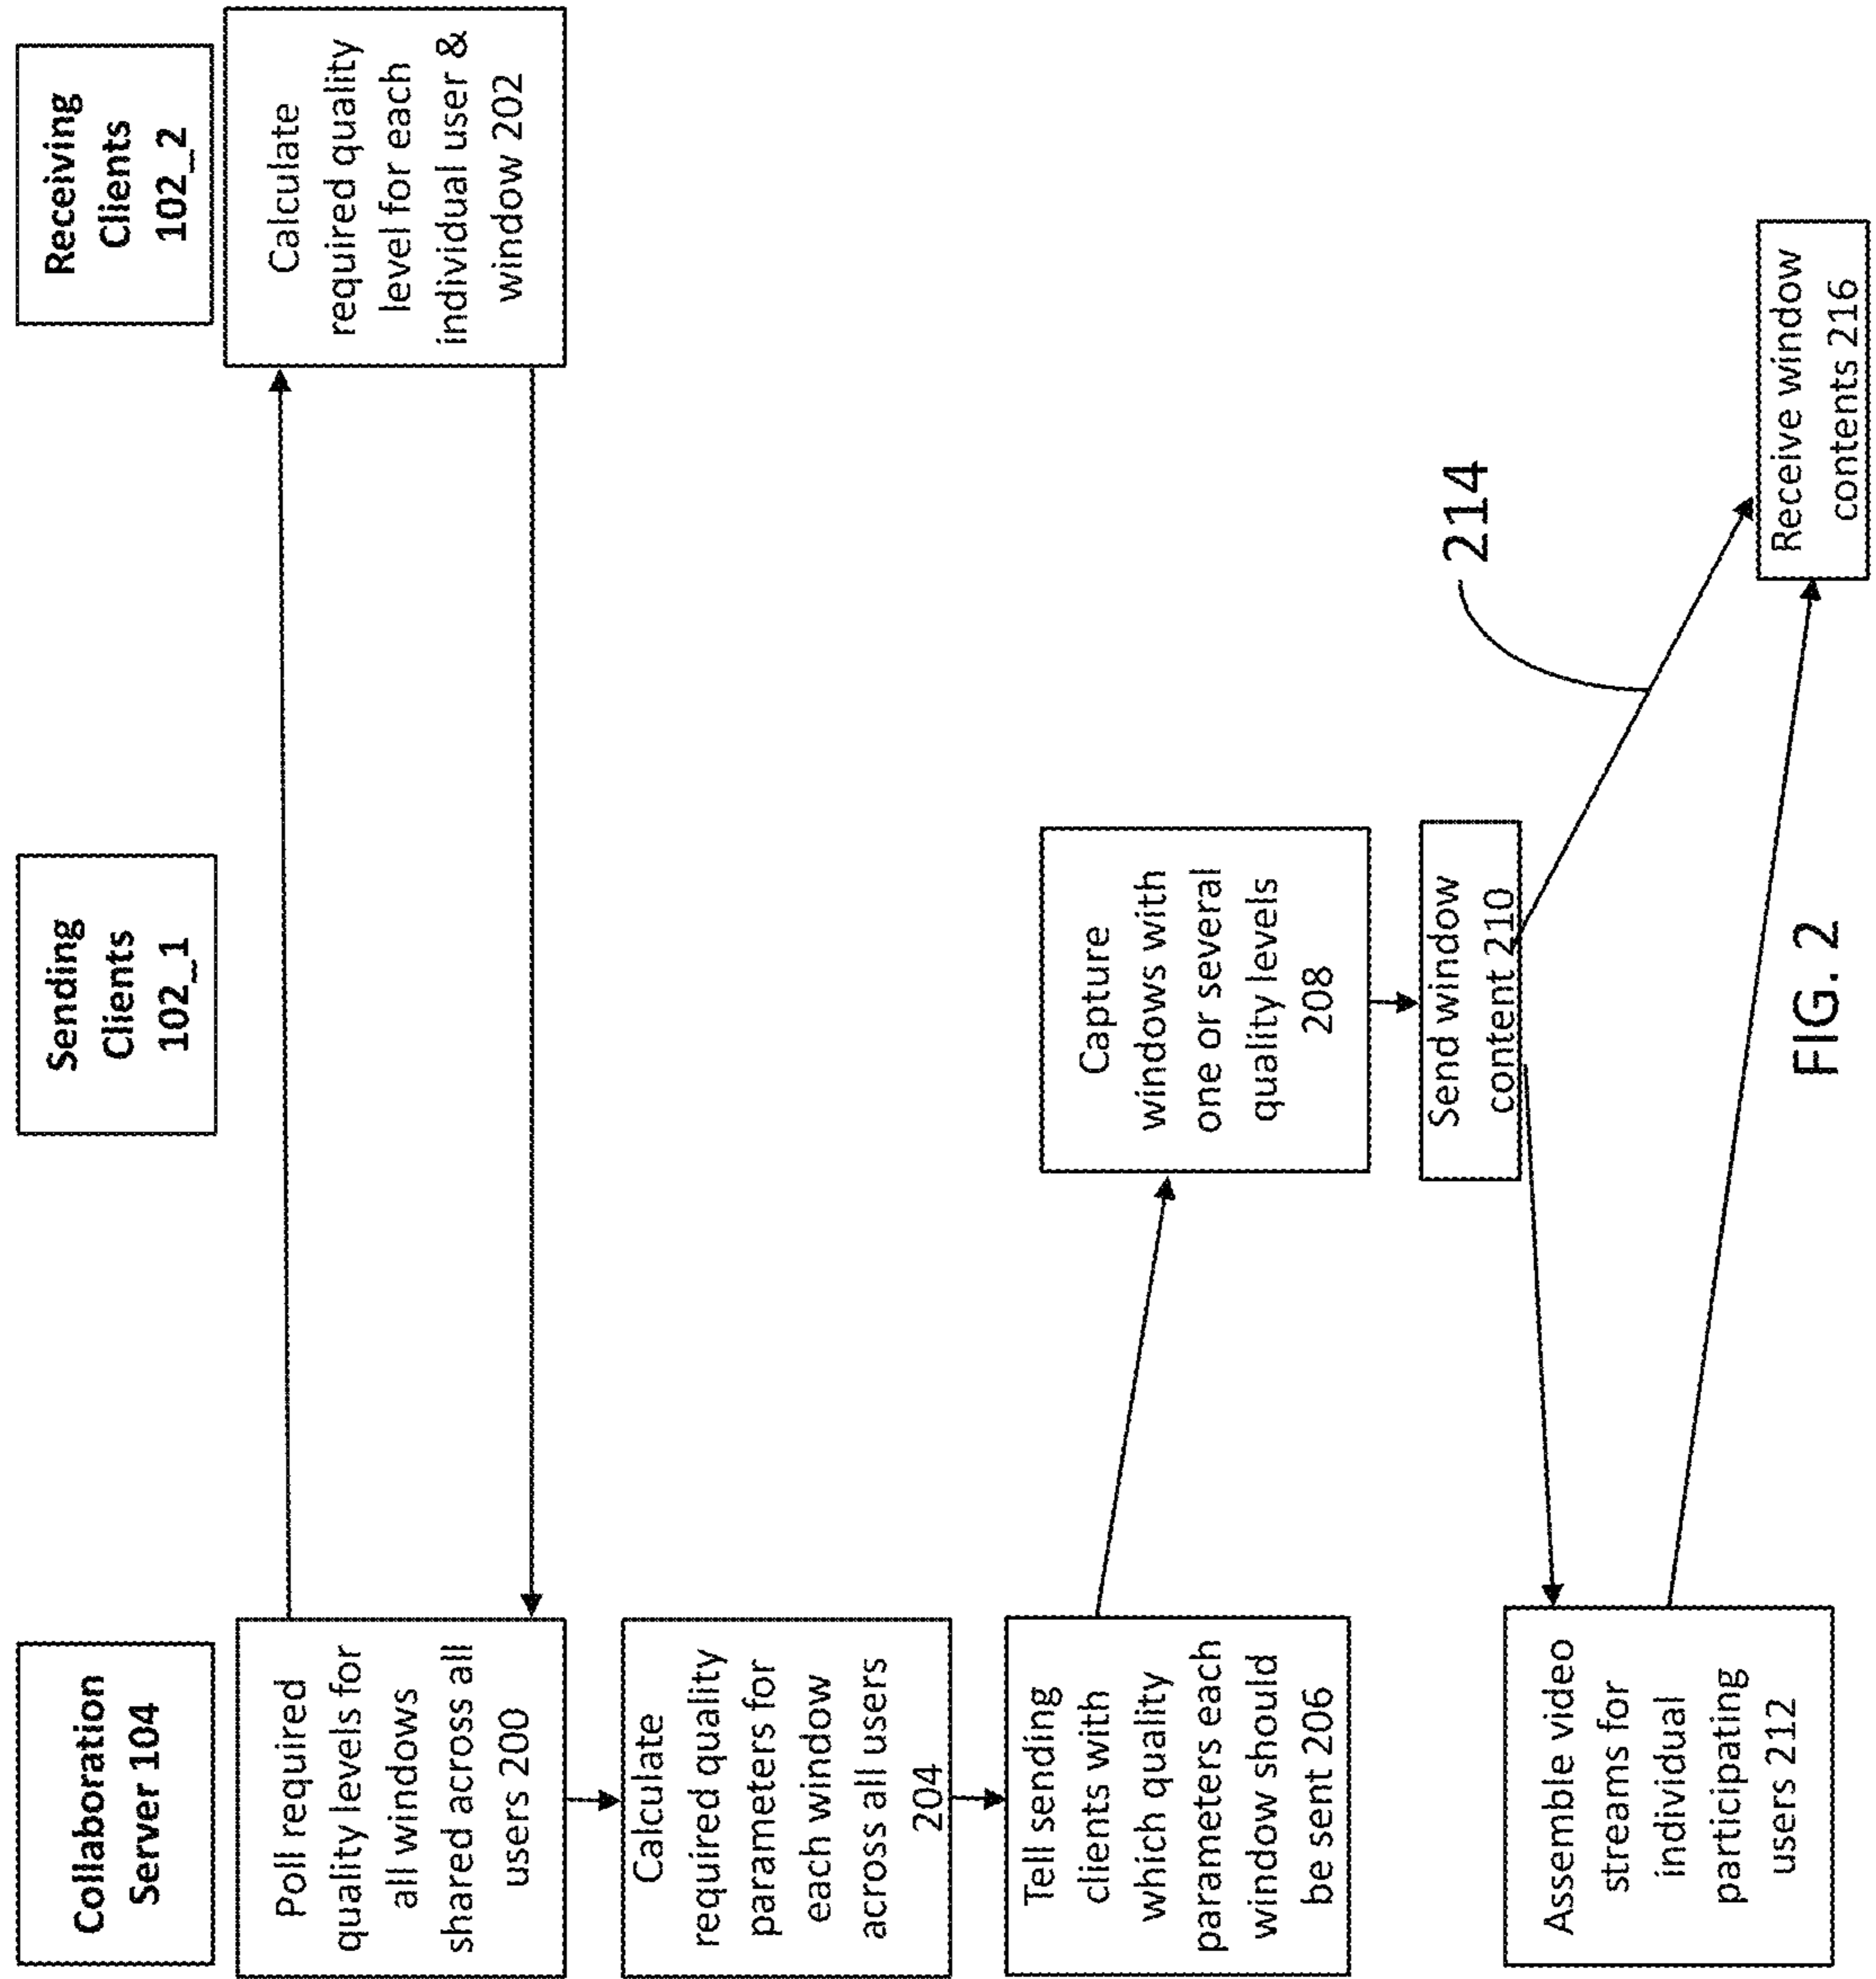 Collaboration
Server 104
Sending
Clients
102_1
Receiving
Clients
102_2
Poll required
quality levels for
all windows
shared across all
users 200
Calculate
required quality
level for each
individual user &
window 202
Calculate
required quality
parameters for
each window
across all users
204
Tell sending
clients with
which quality
parameters each
window should
be sent 206
Capture
windows with
one or several
quality levels
208
Send window
content 210
214
Assemble video
streams for
individual
participating
users 212
Receive window
contents 216
FIG. 2